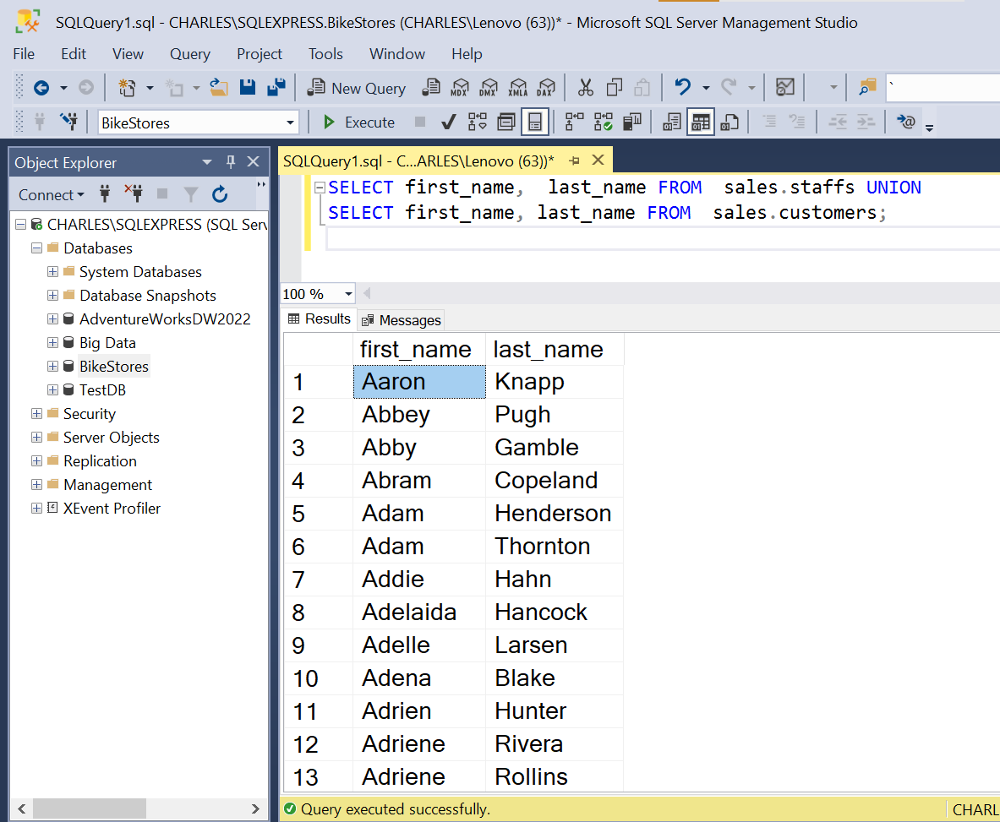 SQLQuery1.sql - CHARLES\SQLEXPRESS.BikeStores (CHARLES\Lenovo (63))* - Microsoft SQL Server Management Studio
File Edit View Query Project Tools Window Help
New Query MDX DMX XMLA DAX `
BikeStores Execute
Object Explorer
Connect
CHARLES\SQLEXPRESS (SQL Serv
Databases
System Databases
Database Snapshots
AdventureWorksDW2022
Big Data
BikeStores
TestDB
Security
Server Objects
Replication
Management
XEvent Profiler
SQLQuery1.sql - C...ARLES\Lenovo (63))*
SELECT first_name,  last_name FROM  sales.staffs UNION
SELECT first_name, last_name FROM  sales.customers;
100 %
Results Messages
first_name last_name
1 Aaron Knapp
2 Abbey Pugh
3 Abby Gamble
4 Abram Copeland
5 Adam Henderson
6 Adam Thornton
7 Addie Hahn
8 Adelaida Hancock
9 Adelle Larsen
10 Adena Blake
11 Adrien Hunter
12 Adriene Rivera
13 Adriene Rollins
Query executed successfully. CHARL